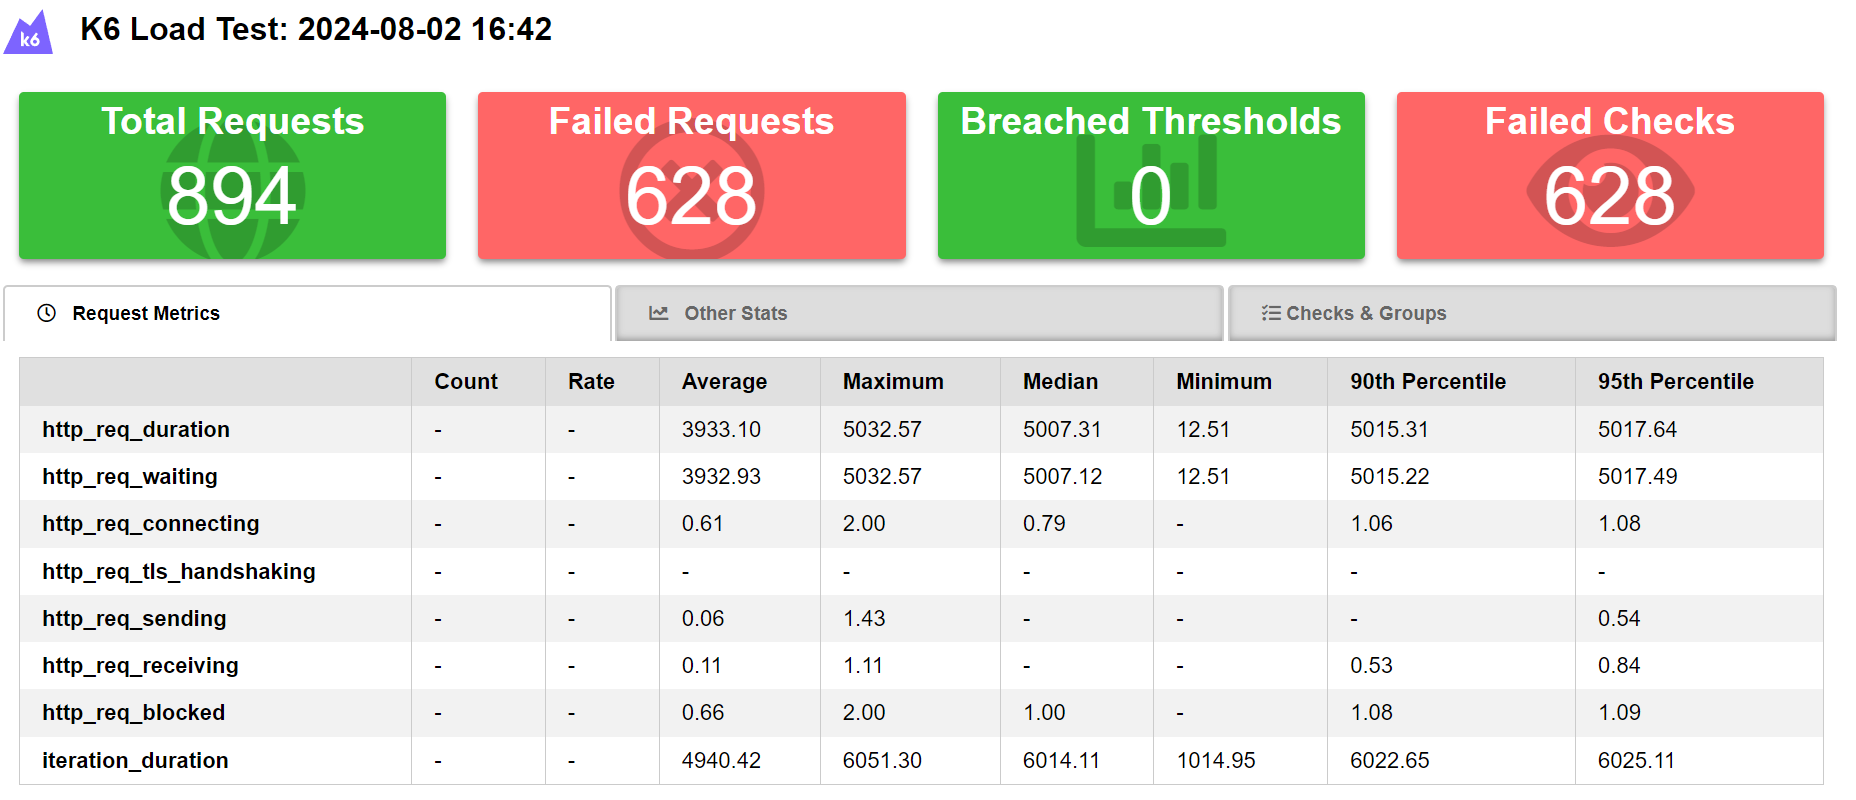 k6 K6 Load Test: 2024-08-02 16:42
Total Requests Failed Requests Breached Thresholds Failed Checks
894 628 0 628
Request Metrics Other Stats Checks & Groups
Count Rate Average Maximum Median Minimum 90th Percentile 95th Percentile
http_req_duration - - 3933.10 5032.57 5007.31 12.51 5015.31 5017.64
http_req_waiting - - 3932.93 5032.57 5007.12 12.51 5015.22 5017.49
http_req_connecting - - 0.61 2.00 0.79 - 1.06 1.08
http_req_tls_handshaking - - - - - - - -
http_req_sending - - 0.06 1.43 - - - 0.54
http_req_receiving - - 0.11 1.11 - - 0.53 0.84
http_req_blocked - - 0.66 2.00 1.00 - 1.08 1.09
iteration_duration - - 4940.42 6051.30 6014.11 1014.95 6022.65 6025.11